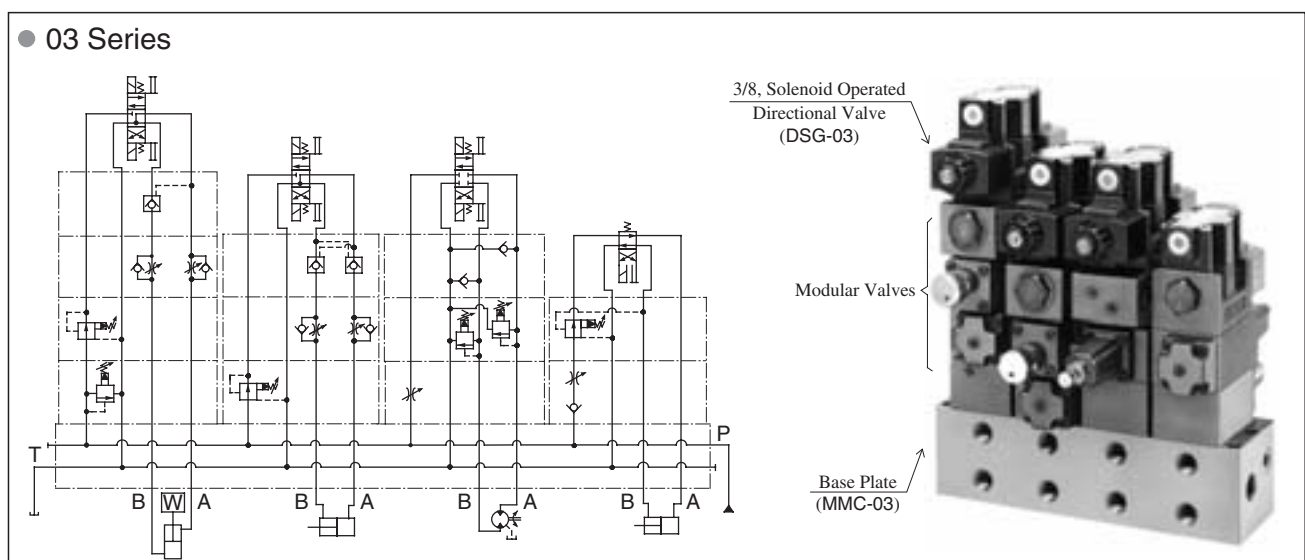 03 Series
3/8, Solenoid Operated
Directional Valve
(DSG-03)
Modular Valves
T
P
B W A
B A
B A
B A
Base Plate
(MMC-03)